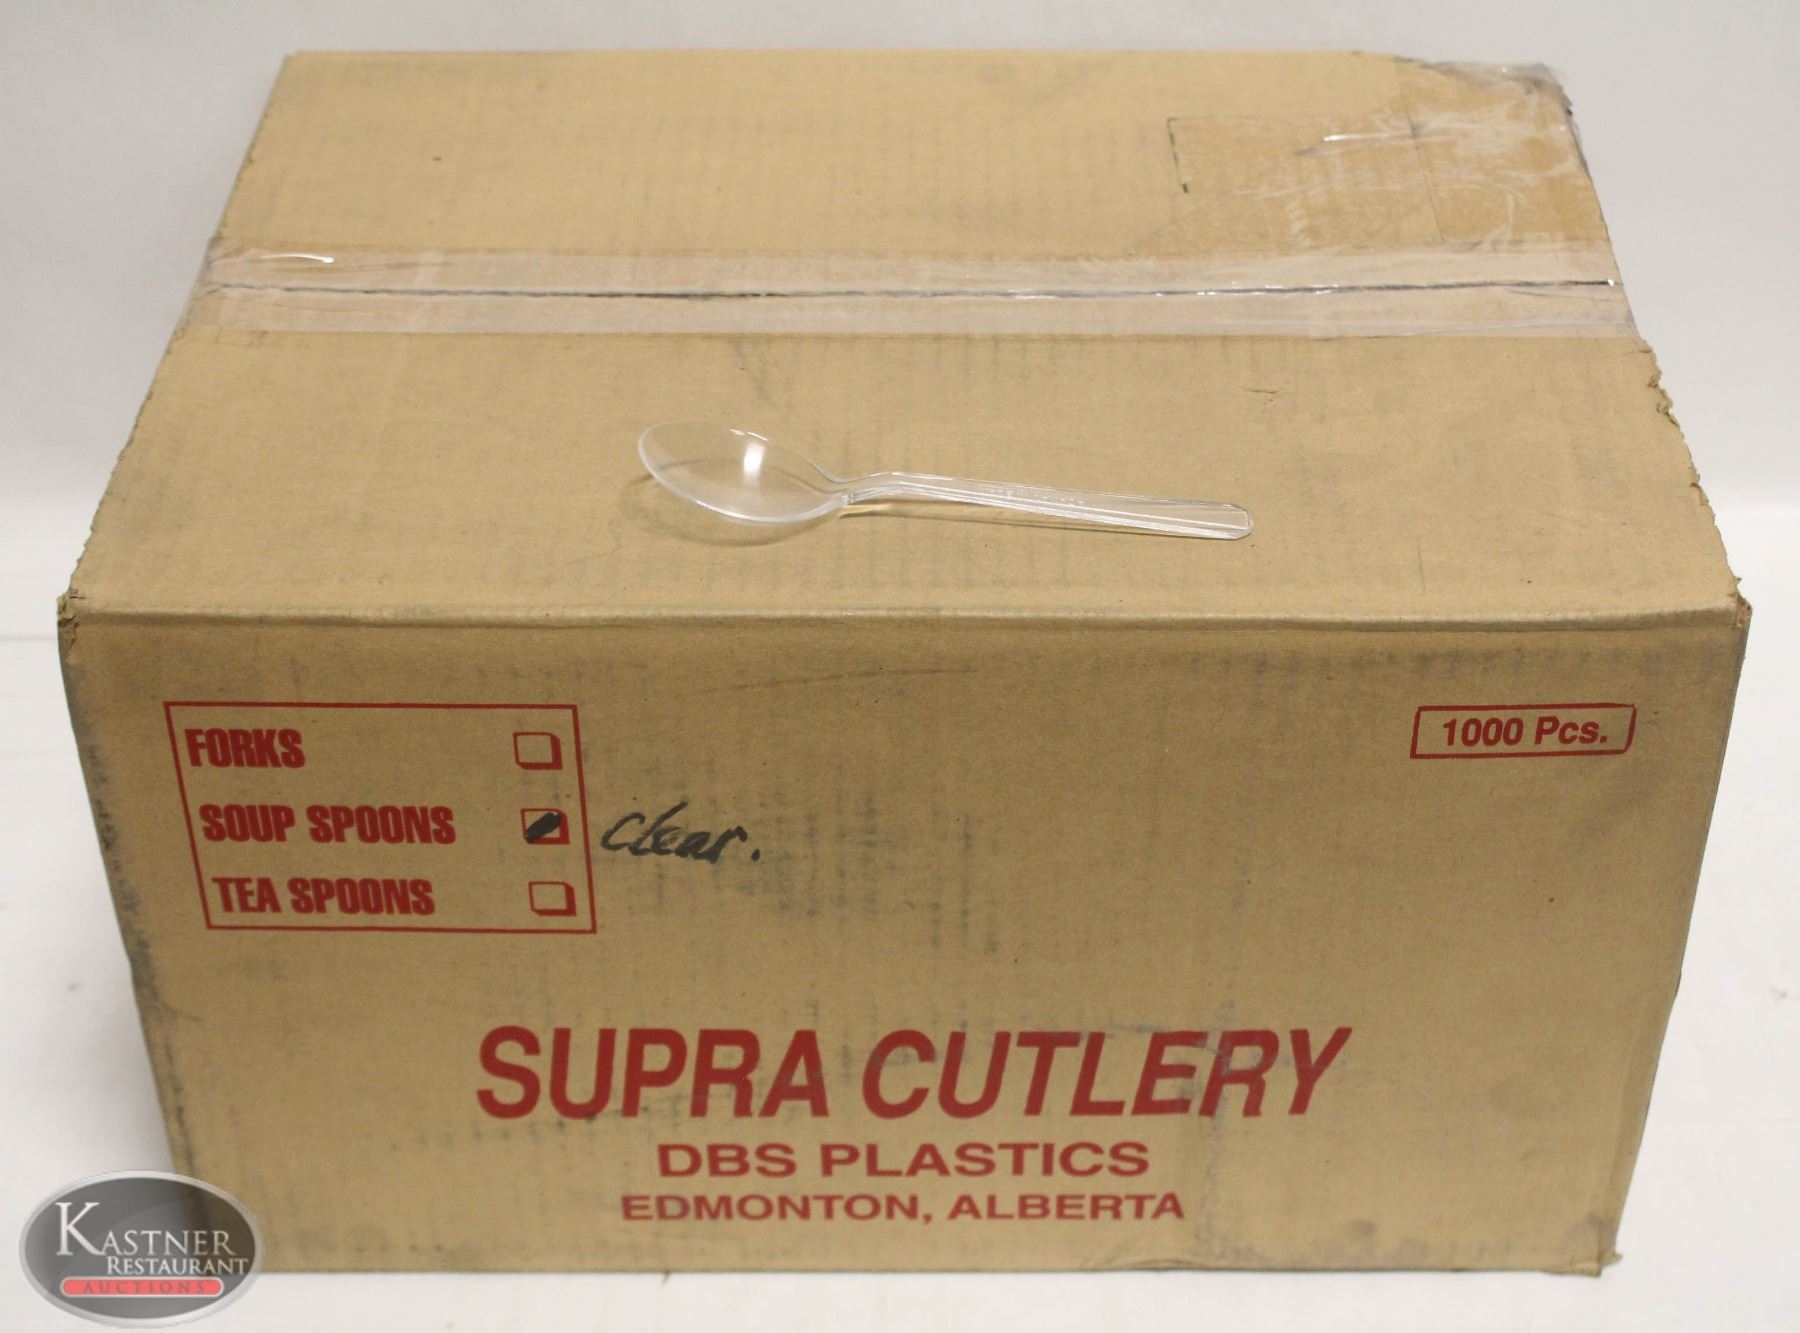 FORKS
SOUP SPOONS
clear.
TEA SPOONS
1000 Pcs.
SUPRA CUTLERY
DBS PLASTICS
EDMONTON, ALBERTA
KASTNER
RESTAURANT
AUCTIONS